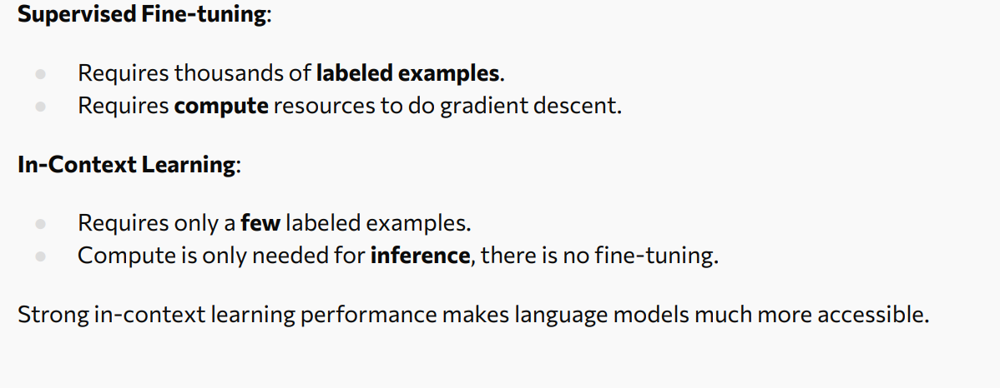 Supervised Fine-tuning:
Requires thousands of labeled examples.
Requires compute resources to do gradient descent.
In-Context Learning:
Requires only a few labeled examples.
Compute is only needed for inference, there is no fine-tuning.
Strong in-context learning performance makes language models much more accessible.